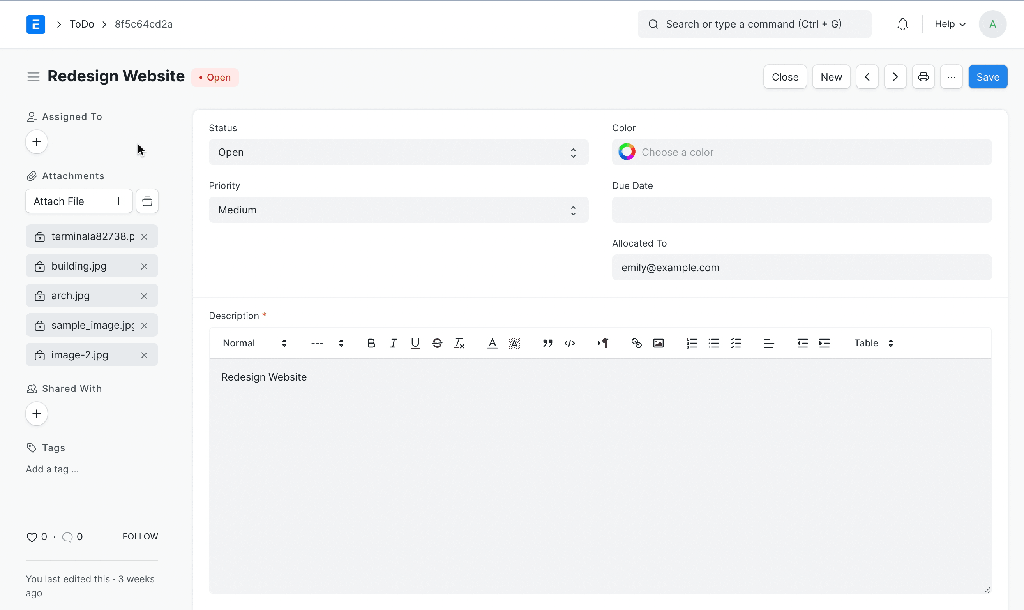 E
ToDo
8f5c64cd2a
Search or type a command (Ctrl + G)
Help
A
Redesign Website
Open
Close
New
...
Save
Assigned To
+
Attachments
Attach File
terminala82738.p
building.jpg
arch.jpg
sample_image.jpg
image-2.jpg
Shared With
+
Tags
Add a tag ...
0 · 0
FOLLOW
You last edited this · 3 weeks
ago
Status
Open
Color
Choose a color
Priority
Medium
Due Date
Allocated To
emily@example.com
Description *
Normal
---
B I U S
A
Table
Redesign Website